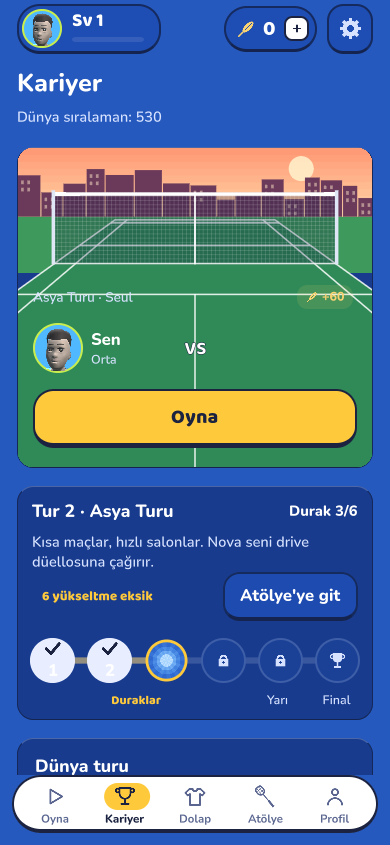 Sv 1
0 +
Kariyer
Dünya sıralaman: 530
Asya Turu · Seul
+60
Sen
Orta
VS
Oyna
Tur 2 · Asya Turu
Durak 3/6
Kısa maçlar, hızlı salonlar. Nova seni drive
düellosuna çağırır.
6 yükseltme eksik
Atölye'ye git
1 2
Duraklar Yarı Final
Dünya turu
Oyna Kariyer Dolap Atölye Profil